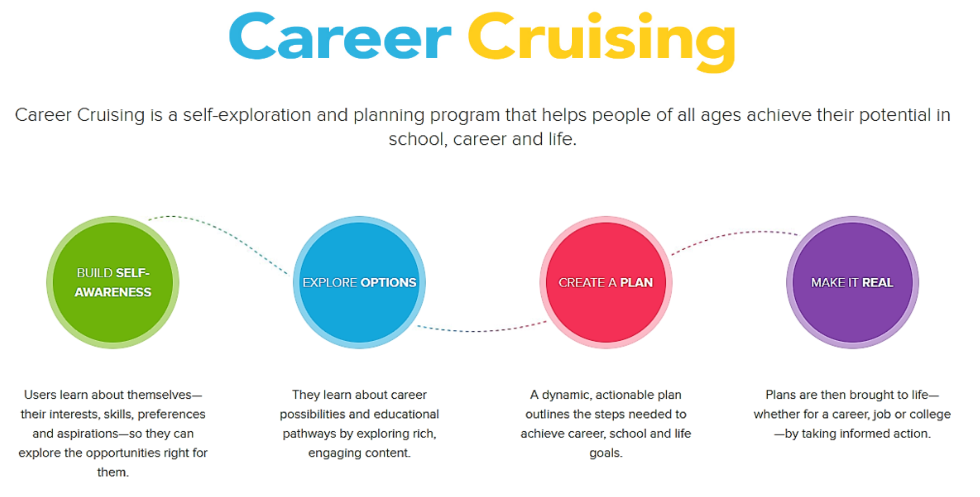 Career Cruising
Career Cruising is a self-exploration and planning program that helps people of all ages achieve their potential in
school, career and life.
BUILD SELF-
AWARENESS
EXPLORE OPTIONS
CREATE A PLAN
MAKE IT REAL
Users learn about themselves—
their interests, skills, preferences
and aspirations—so they can
explore the opportunities right for
them.
They learn about career
possibilities and educational
pathways by exploring rich,
engaging content.
A dynamic, actionable plan
outlines the steps needed to
achieve career, school and life
goals.
Plans are then brought to life—
whether for a career, job or college
—by taking informed action.